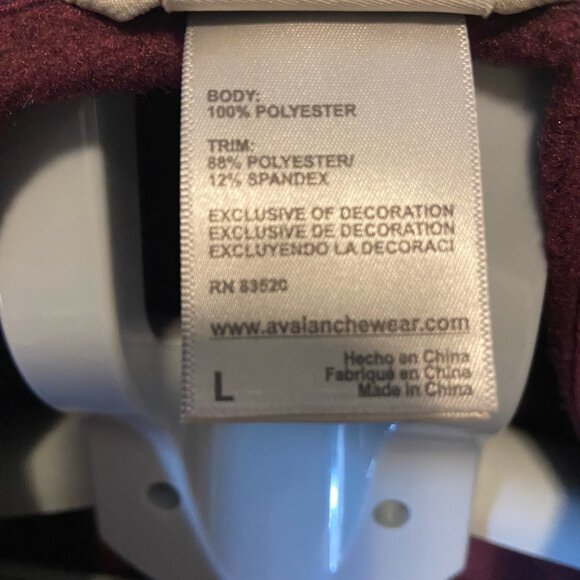 BODY:
100% POLYESTER
TRIM:
88% POLYESTER/
12% SPANDEX
EXCLUSIVE OF DECORATION
EXCLUSIVE DE DECORATION
EXCLUYENDO LA DECORACI
RN 83520
www.avalanchewear.com
L
Hecho en China
Fabriqué en China
Made in China